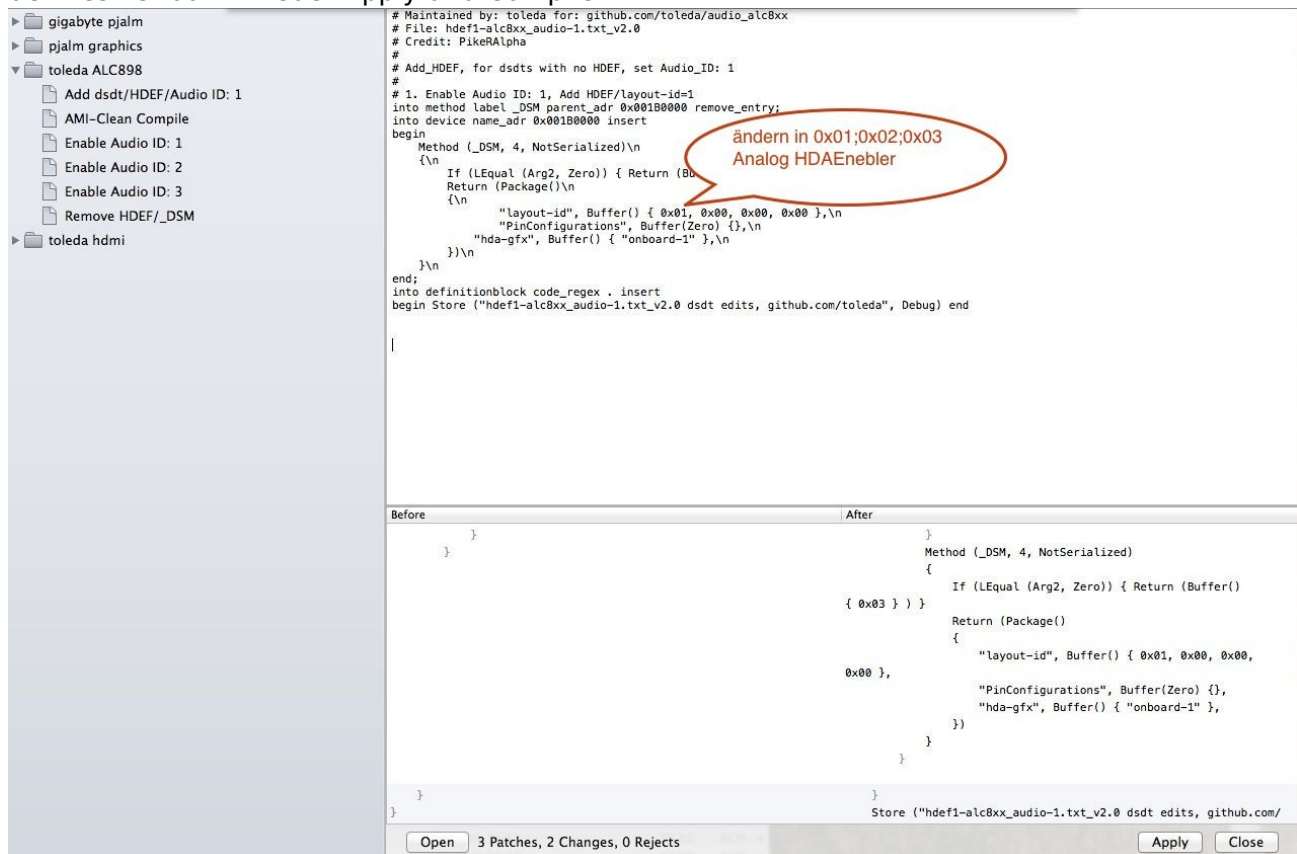 gigabyte pjalm
pjalm graphics
toleda ALC898
Add dsdt/HDEF/Audio ID: 1
AMI-Clean Compile
Enable Audio ID: 1
Enable Audio ID: 2
Enable Audio ID: 3
Remove HDEF/_DSM
toleda hdmi
# Maintained by: toleda for: github.com/toleda/audio_alc8xx
# File: hdef1-alc8xx_audio-1.txt_v2.0
# Credit: PikeRAlpha
#
# Add_HDEF, for dsdts with no HDEF, set Audio_ID: 1
#
# 1. Enable Audio ID: 1, Add HDEF/layout-id=1
into method label _DSM parent_adr 0x001B0000 remove_entry;
into device name_adr 0x001B0000 insert
begin
Method (_DSM, 4, NotSerialized)\n
{\n
If (LEqual (Arg2, Zero)) { Return (Bu
Return (Package()\n
{\n
"layout-id", Buffer() { 0x01, 0x00, 0x00, 0x00 },\n
"PinConfigurations", Buffer(Zero) {},\n
"hda-gfx", Buffer() { "onboard-1" },\n
})\n
}\n
end;
into definitionblock code_regex . insert
begin Store ("hdef1-alc8xx_audio-1.txt_v2.0 dsdt edits, github.com/toleda", Debug) end
ändern in 0x01;0x02;0x03
Analog HDAEnebler
Before
}
}
}
}
After
}
Method (_DSM, 4, NotSerialized)
{
If (LEqual (Arg2, Zero)) { Return (Buffer()
{ 0x03 } ) }
Return (Package()
{
"layout-id", Buffer() { 0x01, 0x00, 0x00,
0x00 },
"PinConfigurations", Buffer(Zero) {},
"hda-gfx", Buffer() { "onboard-1" },
})
}
}
}
Store ("hdef1-alc8xx_audio-1.txt_v2.0 dsdt edits, github.com/
Open 3 Patches, 2 Changes, 0 Rejects Apply Close